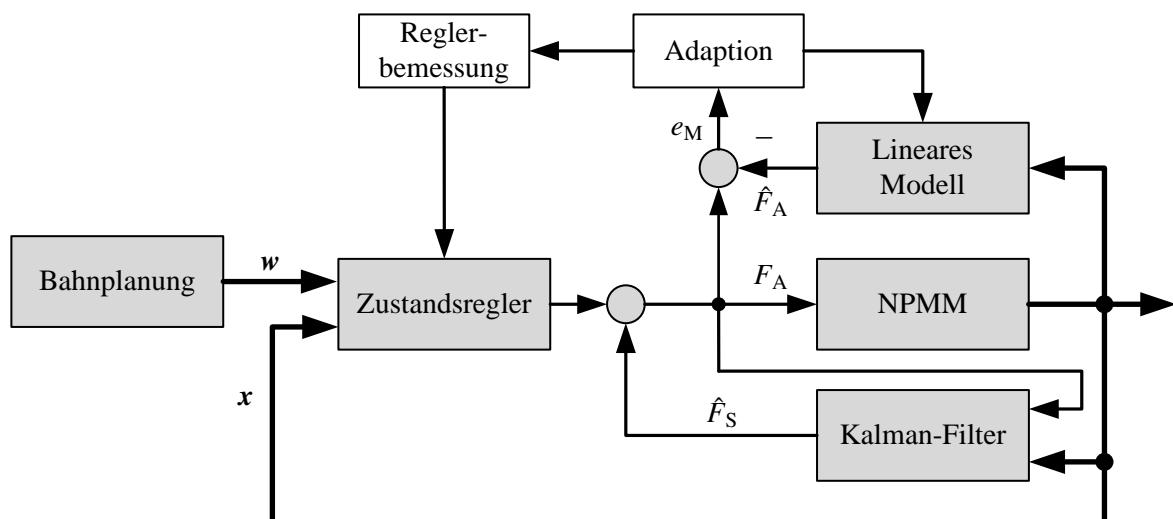 Regler-
bemessung
Adaption
e_M
−
Lineares
Modell
F̂_A
Bahnplanung
w
Zustandsregler
F_A
NPMM
x
F̂_S
Kalman-Filter